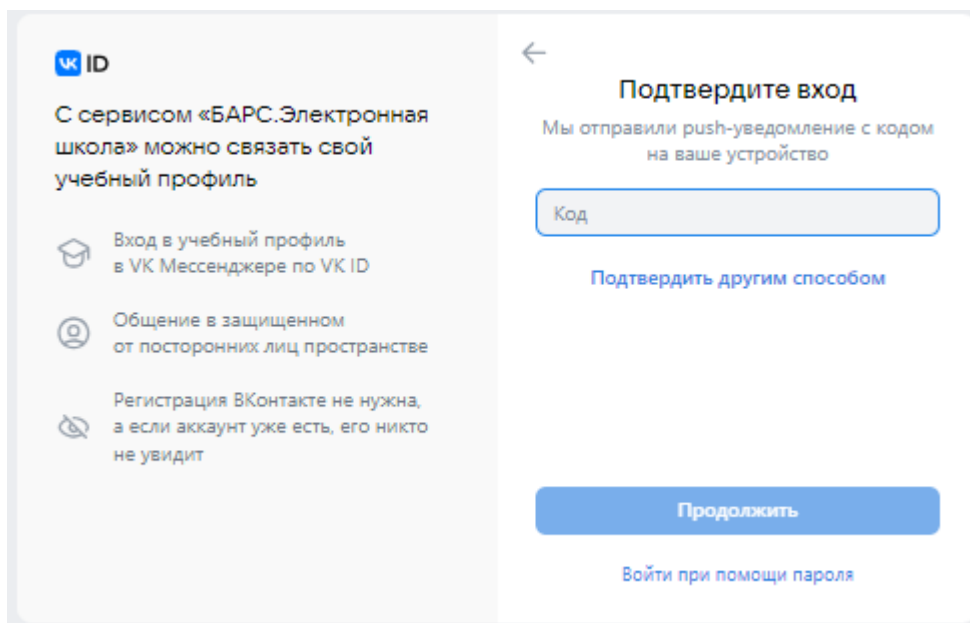 VK ID
С сервисом «БАРС.Электронная
школа» можно связать свой
учебный профиль
Вход в учебный профиль
в VK Мессенджере по VK ID
Общение в защищенном
от посторонних лиц пространстве
Регистрация ВКонтакте не нужна,
а если аккаунт уже есть, его никто
не увидит
Подтвердите вход
Мы отправили push-уведомление с кодом
на ваше устройство
Код
Подтвердить другим способом
Продолжить
Войти при помощи пароля